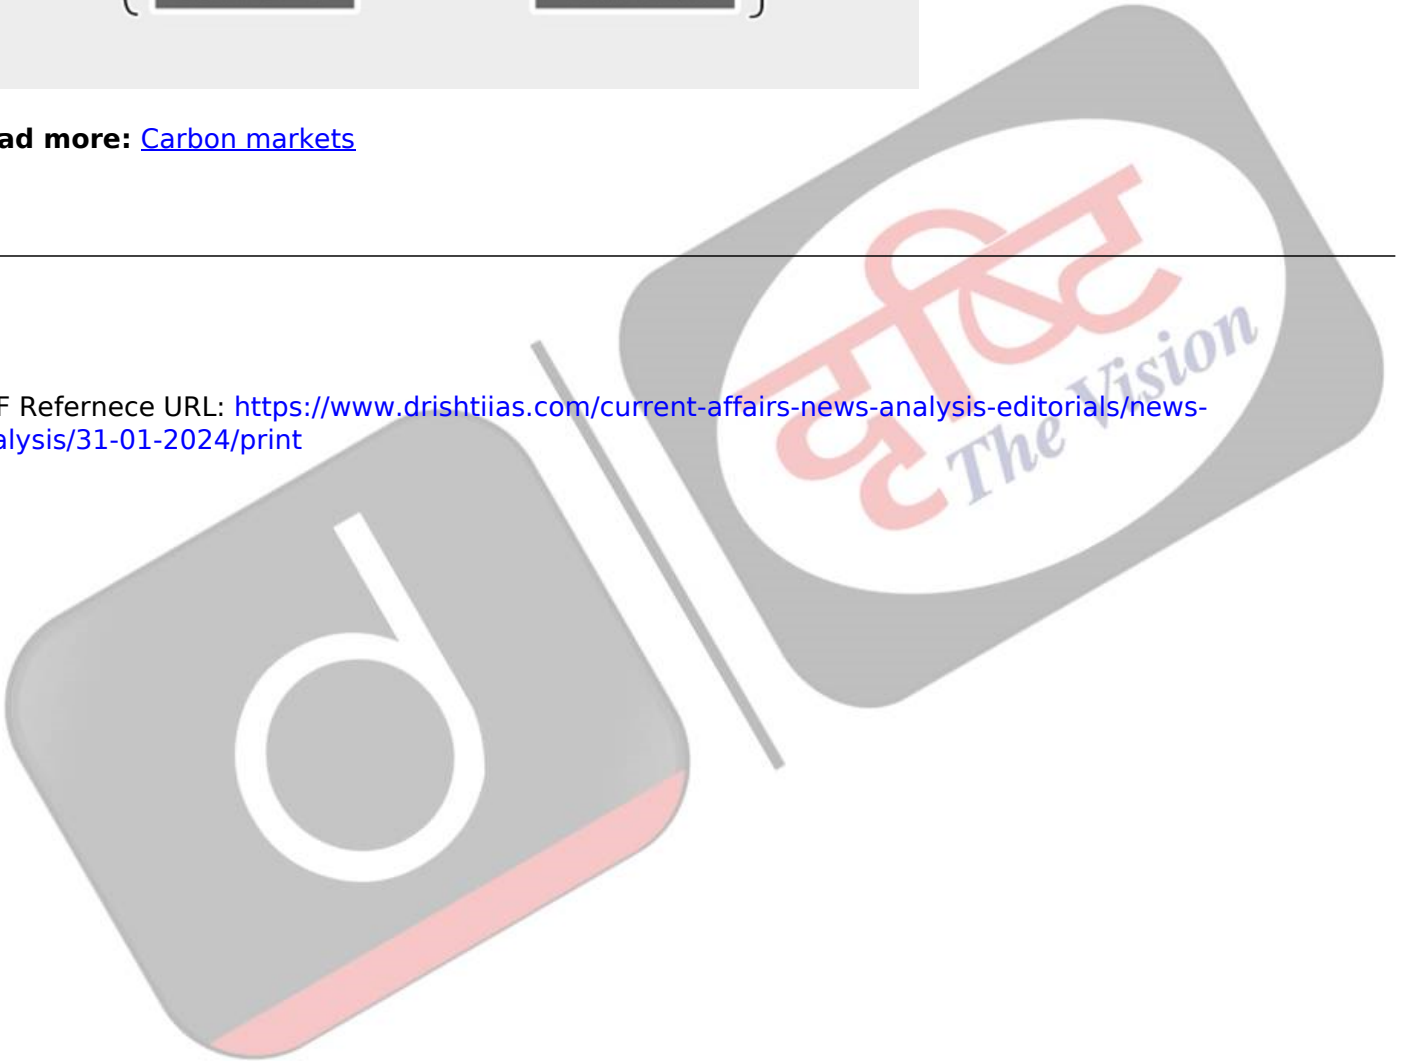 ad more: Carbon markets
F Refernece URL: https://www.drishtiias.com/current-affairs-news-analysis-editorials/news-
alysis/31-01-2024/print
दृष्टि
The Vision
d